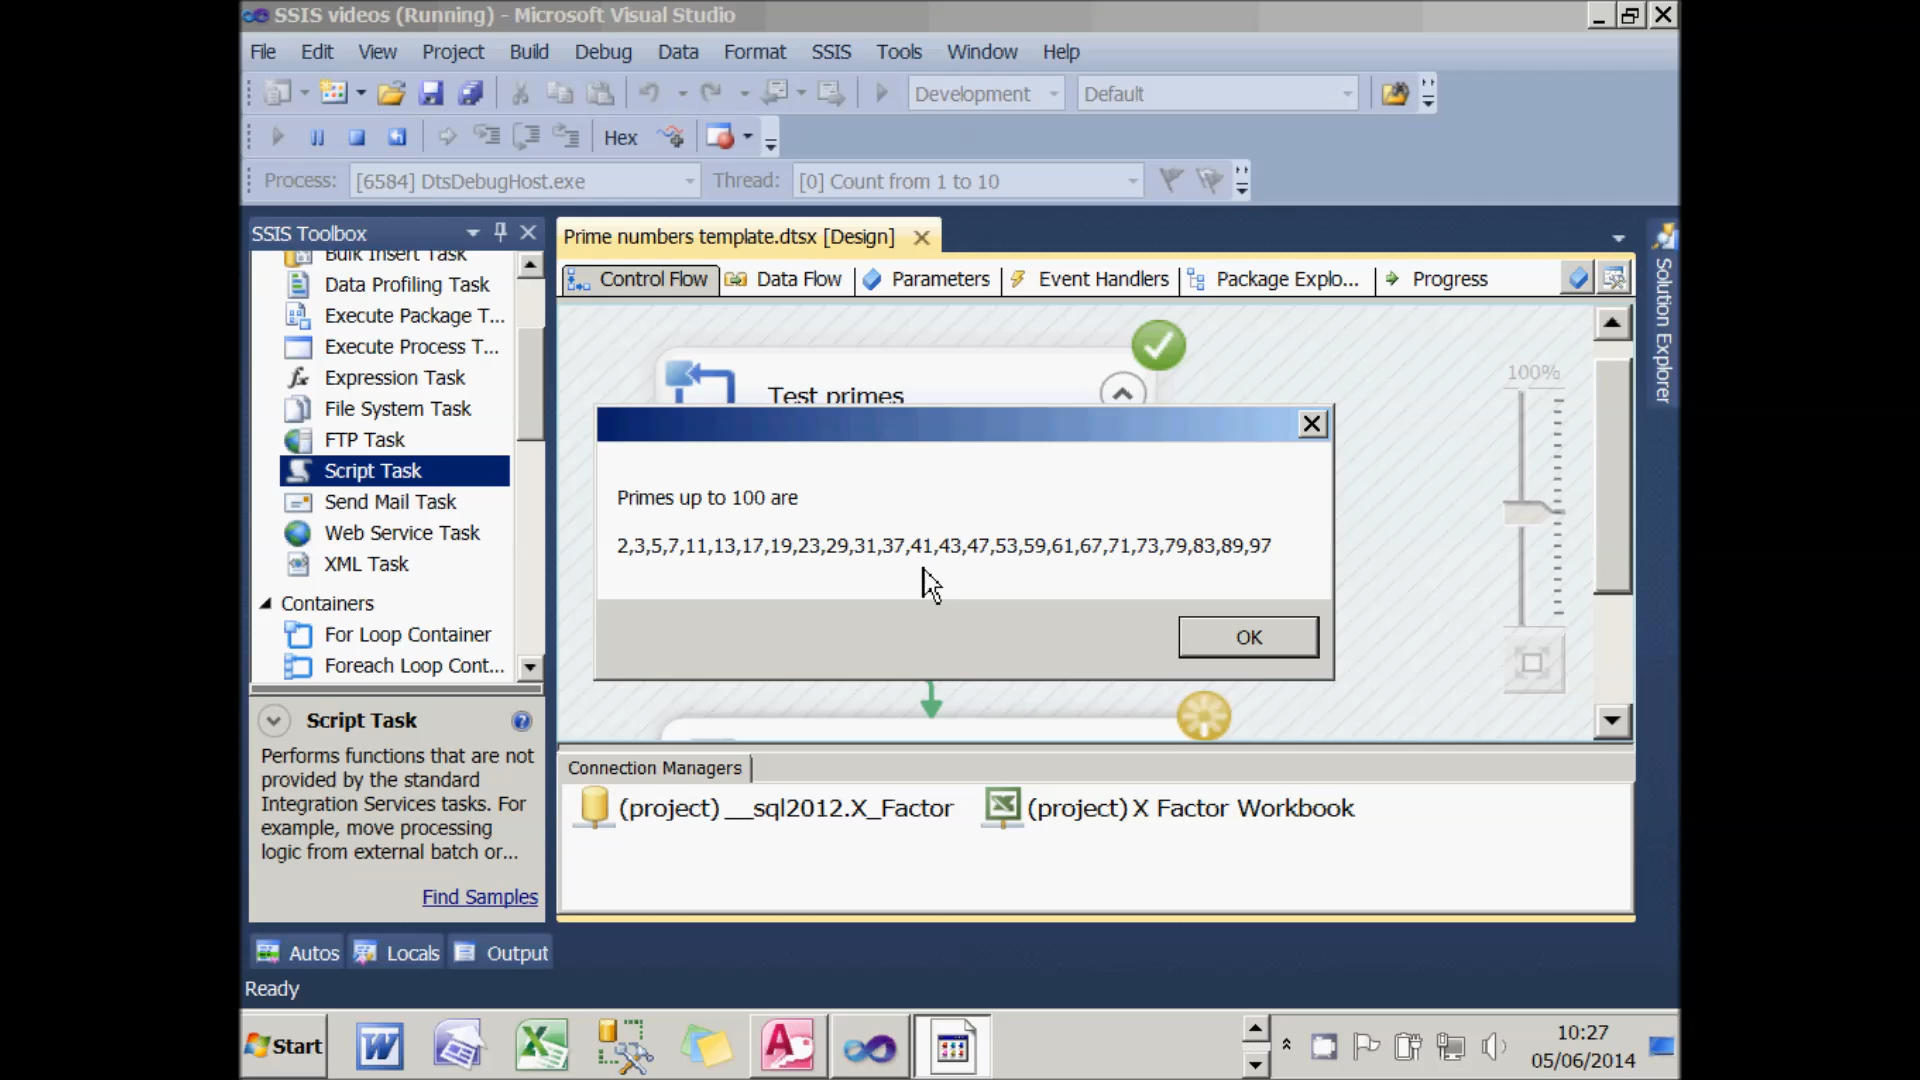 SSIS videos (Running) - Microsoft Visual Studio
File Edit View Project Build Debug Data Format SSIS Tools Window Help
Development Default
Hex
Process: [6584] DtsDebugHost.exe Thread: [0] Count from 1 to 10
SSIS Toolbox
Bulk Insert Task
Data Profiling Task
Execute Package T...
Execute Process T...
Expression Task
File System Task
FTP Task
Script Task
Send Mail Task
Web Service Task
XML Task
Containers
For Loop Container
Foreach Loop Cont...
Script Task
Performs functions that are not
provided by the standard
Integration Services tasks. For
example, move processing
logic from external batch or...
Find Samples
Prime numbers template.dtsx [Design]
Control Flow Data Flow Parameters Event Handlers Package Explo... Progress
Test primes
100%
Primes up to 100 are
2,3,5,7,11,13,17,19,23,29,31,37,41,43,47,53,59,61,67,71,73,79,83,89,97
OK
Connection Managers
(project) __sql2012.X_Factor (project) X Factor Workbook
Solution Explorer
Autos Locals Output
Ready
Start
10:27
05/06/2014